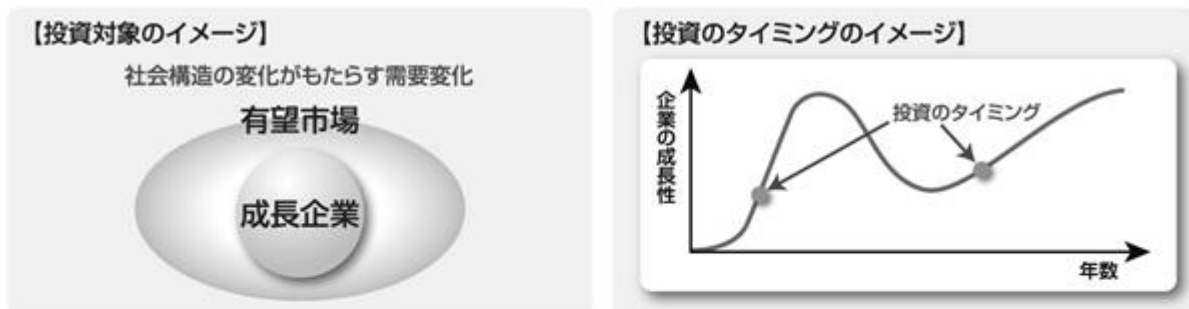 【投資対象のイメージ】
社会構造の変化がもたらす需要変化
有望市場
成長企業
【投資のタイミングのイメージ】
企業の成長性
投資のタイミング
年数